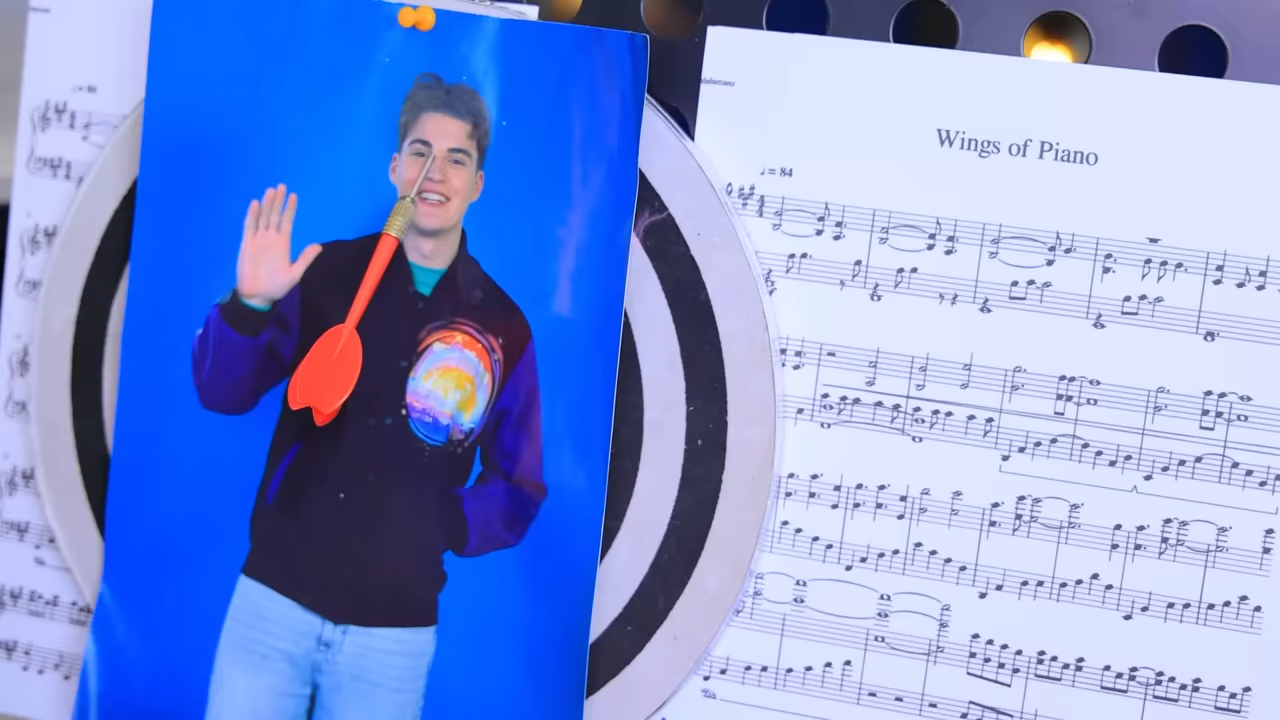 Wings of Piano
♩ = 84